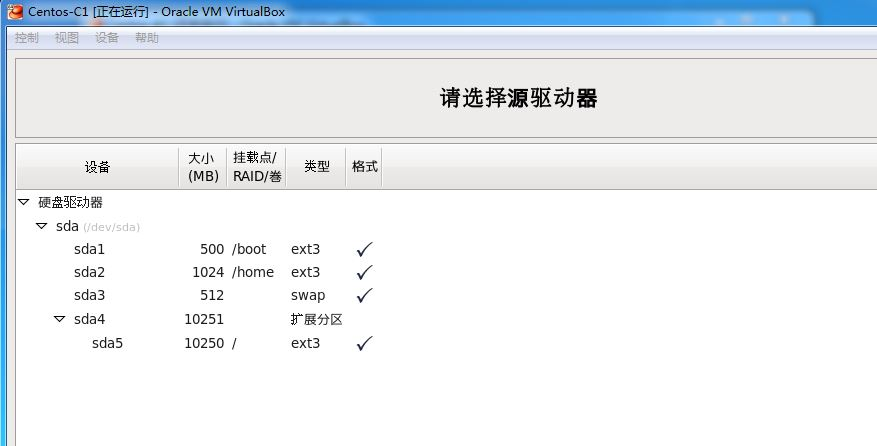 Centos-C1 [正在运行] - Oracle VM VirtualBox
控制 视图 设备 帮助
请选择源驱动器
设备 大小 (MB) 挂载点/ RAID/卷 类型 格式
硬盘驱动器
sda (/dev/sda)
sda1 500 /boot ext3 ✓
sda2 1024 /home ext3 ✓
sda3 512 swap ✓
sda4 10251 扩展分区
sda5 10250 / ext3 ✓